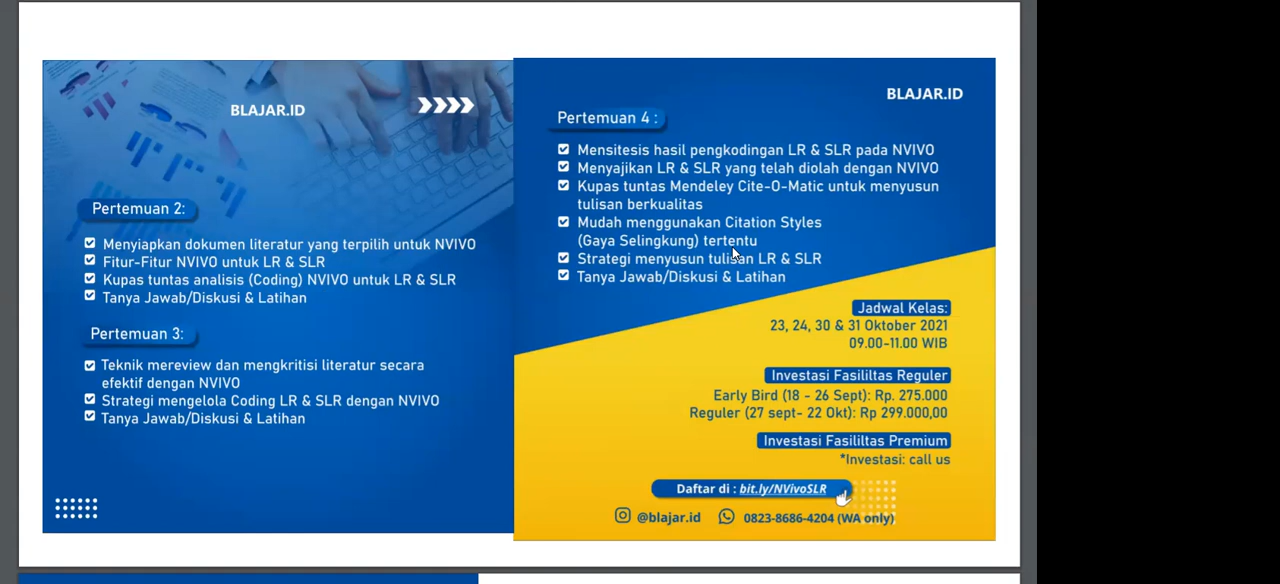 BLAJAR.ID
Pertemuan 2:
Menyiapkan dokumen literatur yang terpilih untuk NVIVO
Fitur-Fitur NVIVO untuk LR & SLR
Kupas tuntas analisis (Coding) NVIVO untuk LR & SLR
Tanya Jawab/Diskusi & Latihan
Pertemuan 3:
Teknik mereview dan mengkritisi literatur secara
efektif dengan NVIVO
Strategi mengelola Coding LR & SLR dengan NVIVO
Tanya Jawab/Diskusi & Latihan
BLAJAR.ID
Pertemuan 4 :
Mensitesis hasil pengkodingan LR & SLR pada NVIVO
Menyajikan LR & SLR yang telah diolah dengan NVIVO
Kupas tuntas Mendeley Cite-O-Matic untuk menyusun
tulisan berkualitas
Mudah menggunakan Citation Styles
(Gaya Selingkung) tertentu
Strategi menyusun tulisan LR & SLR
Tanya Jawab/Diskusi & Latihan
Jadwal Kelas:
23, 24, 30 & 31 Oktober 2021
09.00-11.00 WIB
Investasi Fasililtas Reguler
Early Bird (18 - 26 Sept): Rp. 275.000
Reguler (27 sept- 22 Okt): Rp 299.000,00
Investasi Fasililtas Premium
*Investasi: call us
Daftar di : bit.ly/NVivoSLR
@blajar.id 0823-8686-4204 (WA only)